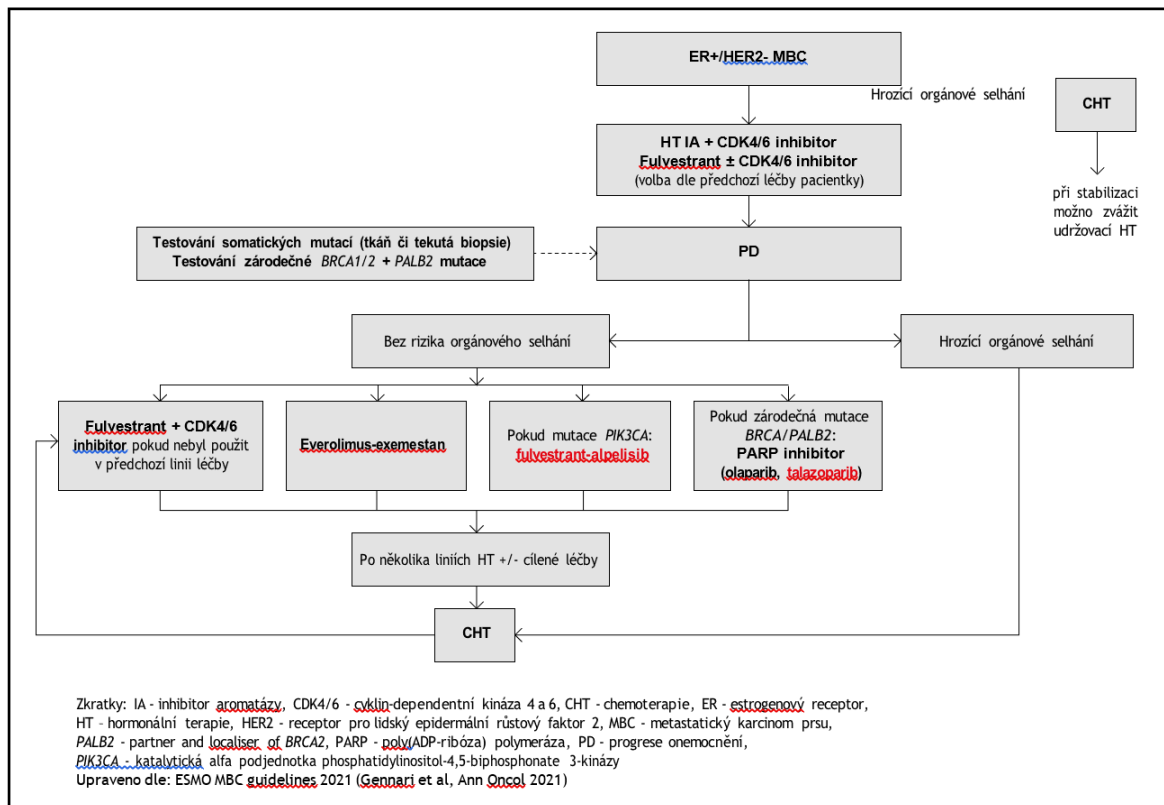 ER+/HER2- MBC
Hrozící orgánové selhání
CHT
HT IA + CDK4/6 inhibitor
Fulvestrant ± CDK4/6 inhibitor
(volba dle předchozí léčby pacientky)
při stabilizaci
možno zvážit
udržovací HT
Testování somatických mutací (tkáň či tekutá biopsie)
Testování zárodečné BRCA1/2 + PALB2 mutace
PD
Bez rizika orgánového selhání
Hrozící orgánové selhání
Fulvestrant + CDK4/6
inhibitor pokud nebyl použit
v předchozí linii léčby
Everolimus-exemestan
Pokud mutace PIK3CA:
fulvestrant-alpelisib
Pokud zárodečná mutace
BRCA/PALB2:
PARP inhibitor
(olaparib, talazoparib)
Po několika liniích HT +/- cílené léčby
CHT
Zkratky: IA - inhibitor aromatázy, CDK4/6 - cyklin-dependentní kináza 4 a 6, CHT - chemoterapie, ER - estrogenový receptor,
HT - hormonální terapie, HER2 - receptor pro lidský epidermální růstový faktor 2, MBC - metastatický karcinom prsu,
PALB2 - partner and localiser of BRCA2, PARP - poly(ADP-ribóza) polymeráza, PD - progrese onemocnění,
PIK3CA - katalytická alfa podjednotka phosphatidylinositol-4,5-biphosphonate 3-kinázy
Upraveno dle: ESMO MBC guidelines 2021 (Gennari et al, Ann Oncol 2021)